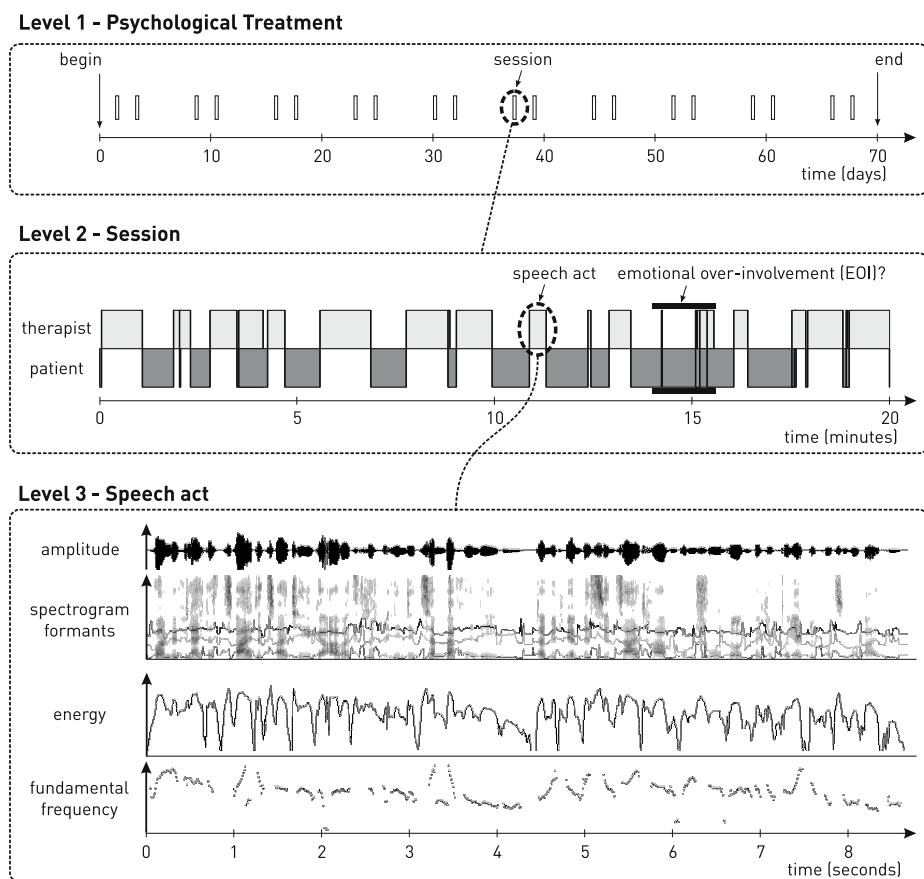 Level 1 - Psychological Treatment
begin
session
end
0 10 20 30 40 50 60 70
time (days)
Level 2 - Session
speech act
emotional over-involvement (EOI)?
therapist
patient
0 5 10 15 20
time (minutes)
Level 3 - Speech act
amplitude
spectrogram
formants
energy
fundamental
frequency
0 1 2 3 4 5 6 7 8
time (seconds)